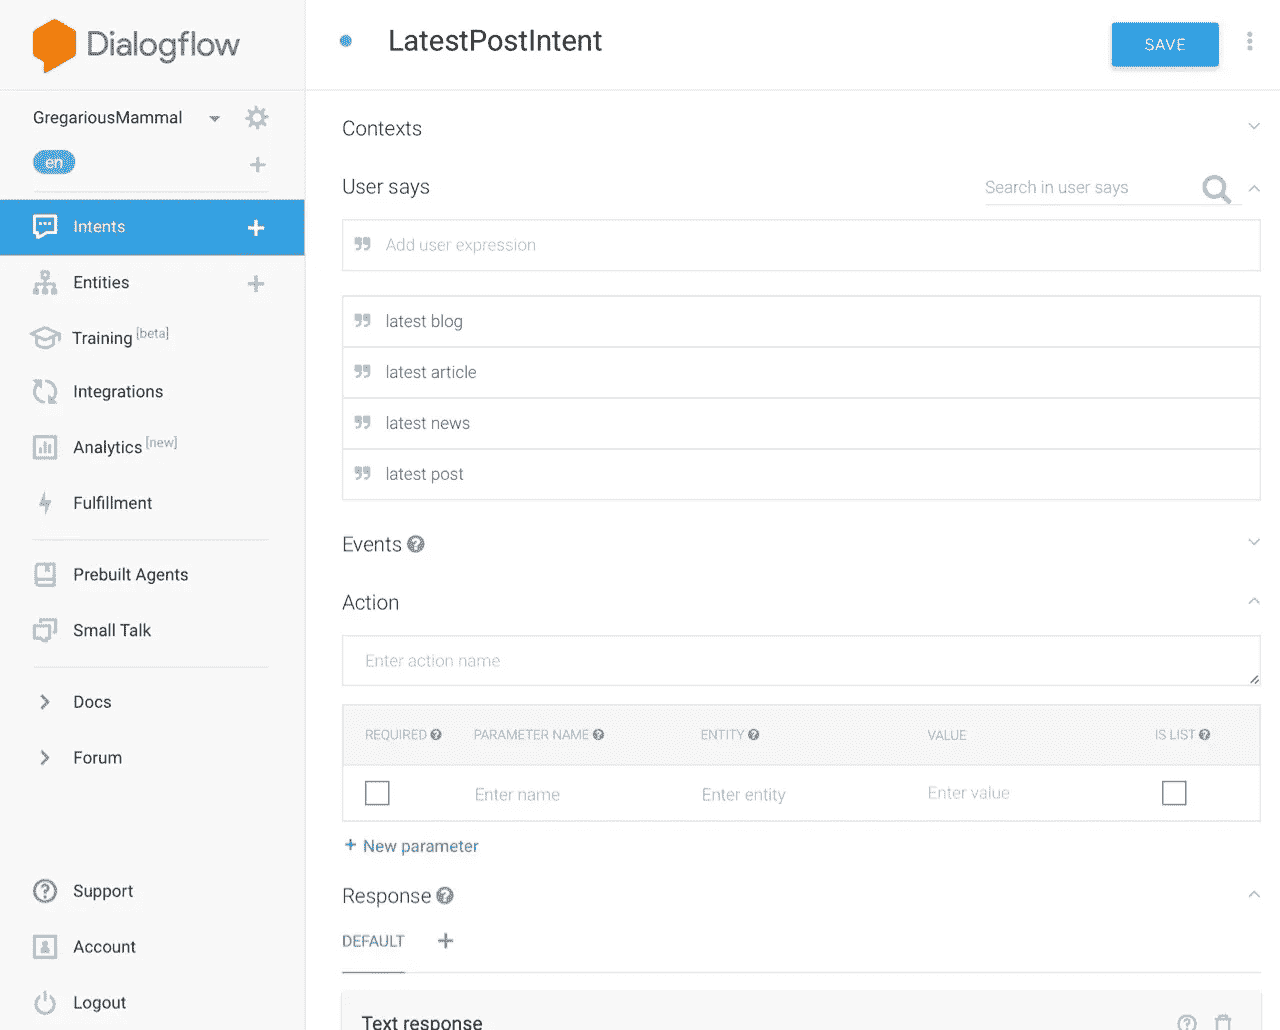 Dialogflow
GregariousMammal
en
Intents
Entities
Training [beta]
Integrations
Analytics [new]
Fulfillment
Prebuilt Agents
Small Talk
Docs
Forum
Support
Account
Logout
LatestPostIntent
SAVE
Contexts
User says
Search in user says
Add user expression
latest blog
latest article
latest news
latest post
Events
Action
Enter action name
REQUIRED PARAMETER NAME ENTITY VALUE IS LIST
Enter name Enter entity Enter value
+ New parameter
Response
DEFAULT +
Text response